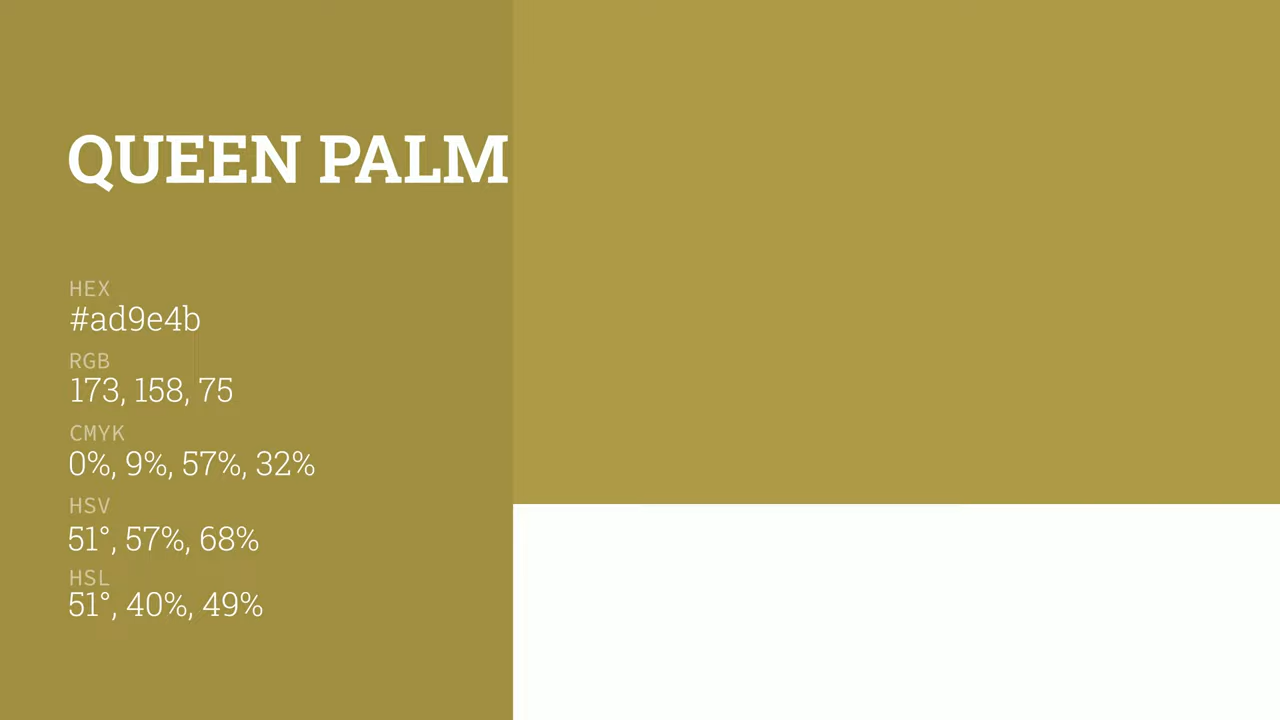 QUEEN PALM
HEX
#ad9e4b
RGB
173, 158, 75
CMYK
0%, 9%, 57%, 32%
HSV
51°, 57%, 68%
HSL
51°, 40%, 49%